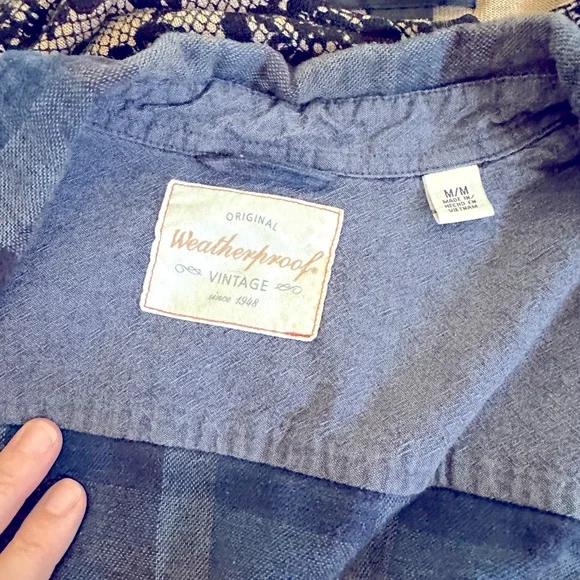 ORIGINAL
Weatherproof®
VINTAGE
since 1948
M/M
MADE IN/
HECHO EN
VIETNAM